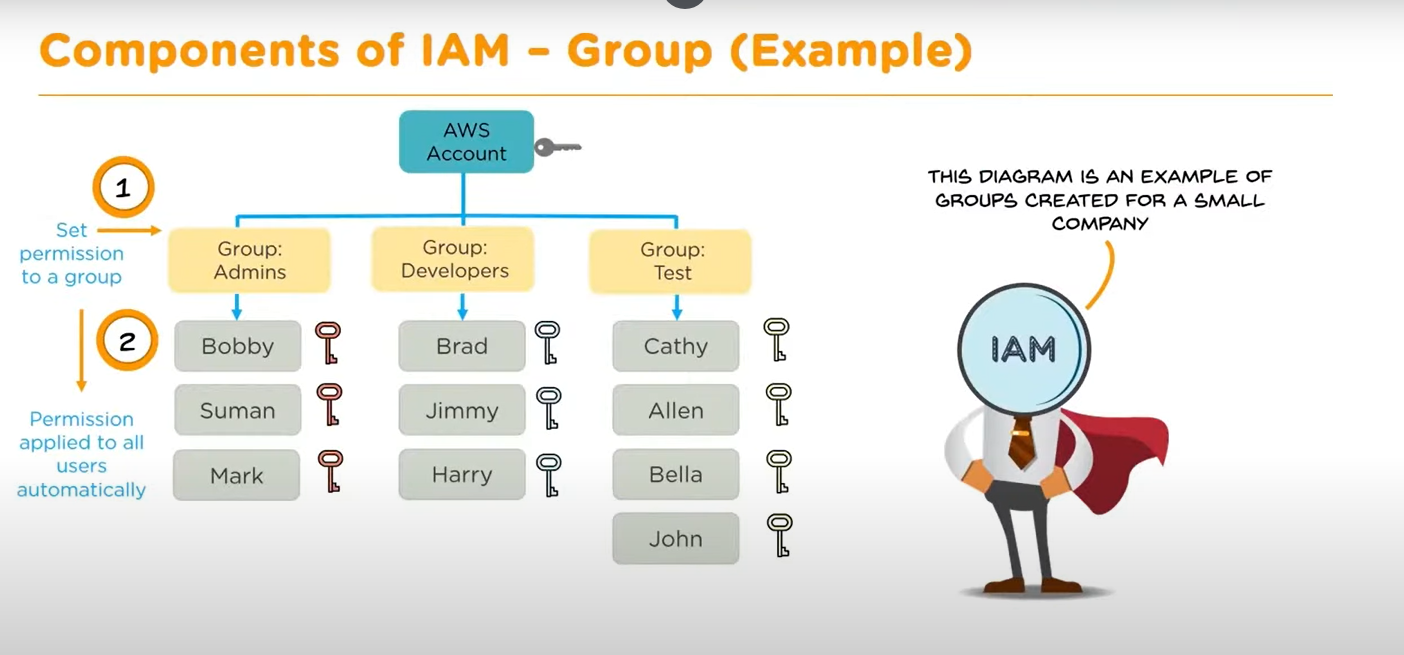 Components of IAM – Group (Example)
AWS
Account
1
Set
permission
to a group
Group:
Admins
Group:
Developers
Group:
Test
THIS DIAGRAM IS AN EXAMPLE OF
GROUPS CREATED FOR A SMALL
COMPANY
2
Permission
applied to all
users
automatically
Bobby
Suman
Mark
Brad
Jimmy
Harry
Cathy
Allen
Bella
John
IAM